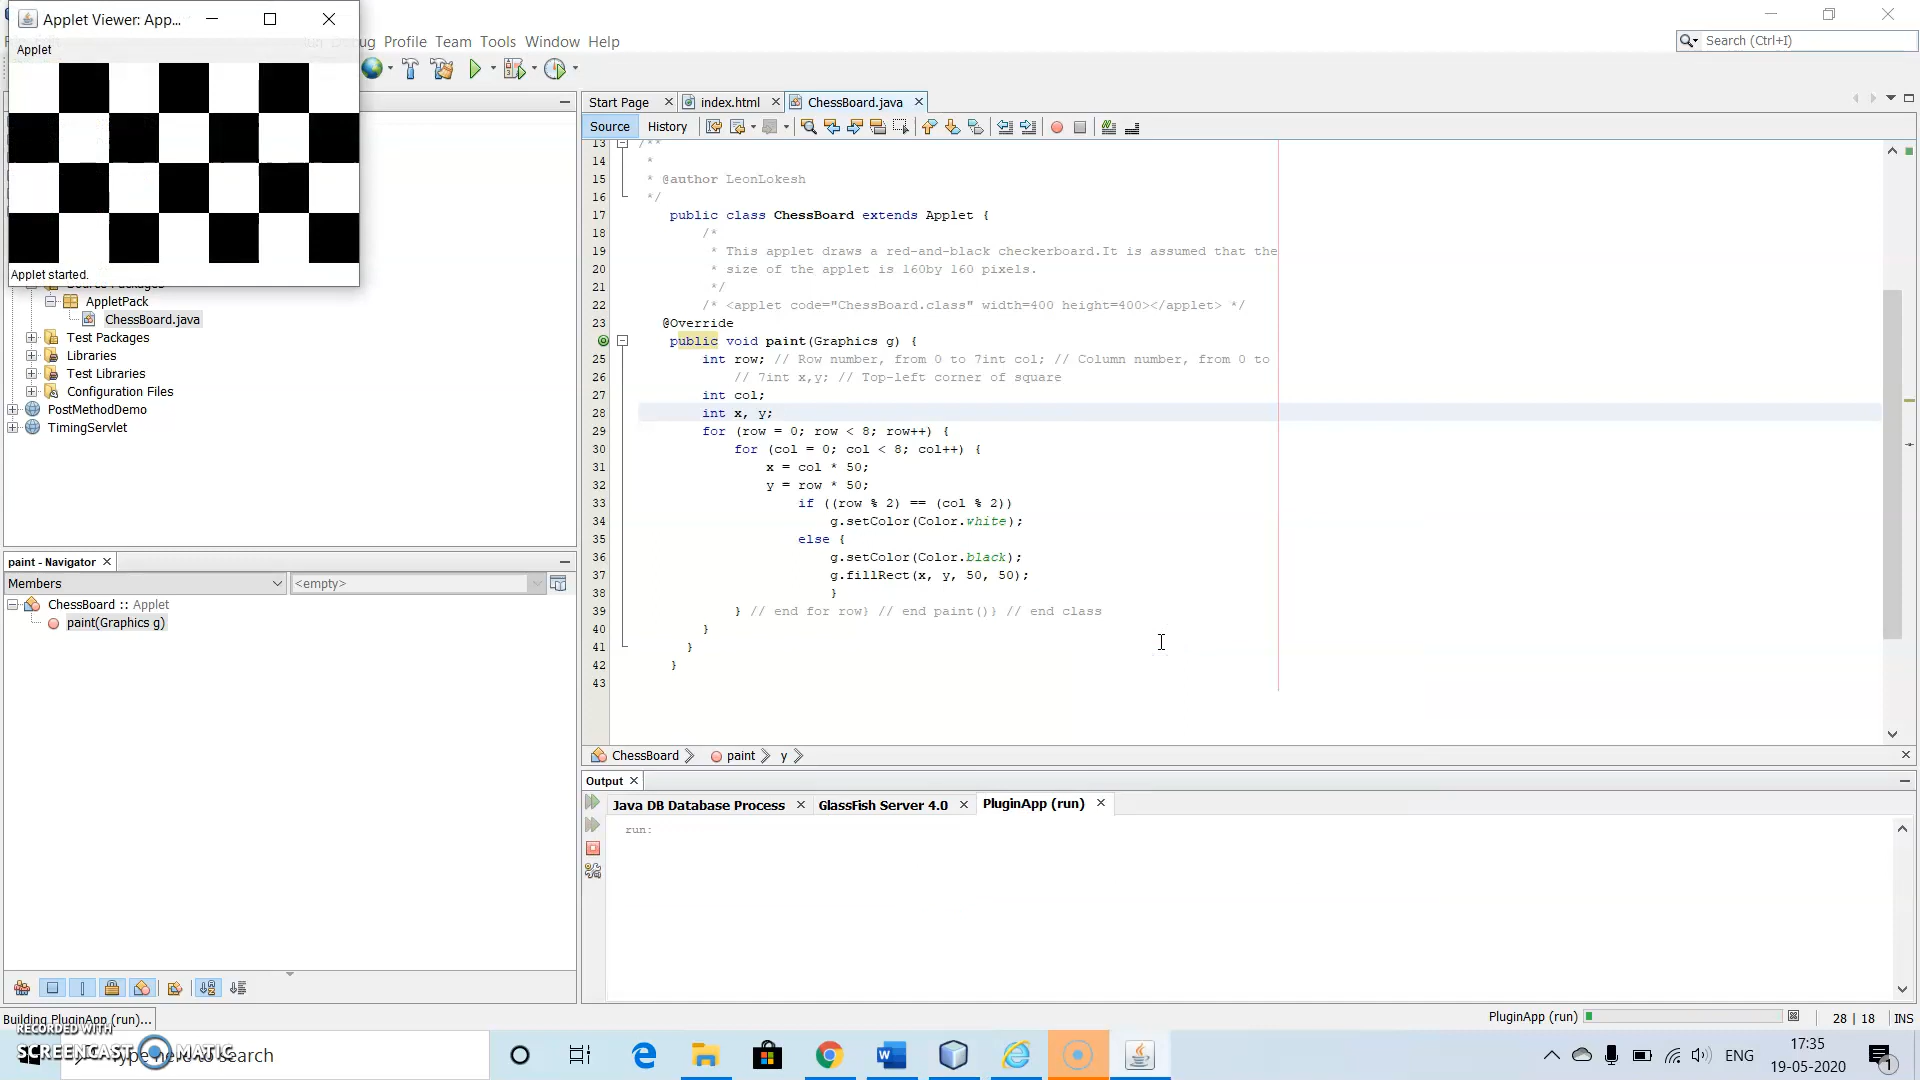 Applet Viewer: App...
Applet
Applet started.
Profile Team Tools Window Help
Search (Ctrl+I)
Start Page
index.html
ChessBoard.java
Source
History
AppletPack
ChessBoard.java
Test Packages
Libraries
Test Libraries
Configuration Files
PostMethodDemo
TimingServlet
13 /**
14 *
15 * @author LeonLokesh
16 */
17 public class ChessBoard extends Applet {
18 /*
19 * This applet draws a red-and-black checkerboard.It is assumed that the
20 * size of the applet is 160by 160 pixels.
21 */
22 /* <applet code="ChessBoard.class" width=400 height=400></applet> */
23 @Override
public void paint(Graphics g) {
25 int row; // Row number, from 0 to 7int col; // Column number, from 0 to
26 // 7int x,y; // Top-left corner of square
27 int col;
28 int x, y;
29 for (row = 0; row < 8; row++) {
30 for (col = 0; col < 8; col++) {
31 x = col * 50;
32 y = row * 50;
33 if ((row % 2) == (col % 2))
34 g.setColor(Color.white);
35 else {
36 g.setColor(Color.black);
37 g.fillRect(x, y, 50, 50);
38 }
39 } // end for row} // end paint()} // end class
40 }
41 }
42 }
43
ChessBoard
paint
y
paint - Navigator
Members
<empty>
ChessBoard :: Applet
paint(Graphics g)
Output
Java DB Database Process
GlassFish Server 4.0
PluginApp (run)
run:
Building PluginApp (run)...
PluginApp (run)
28 | 18
INS
RECORDED WITH
SCREENCAST MATIC
Type here to search
ENG
17:35
19-05-2020
1